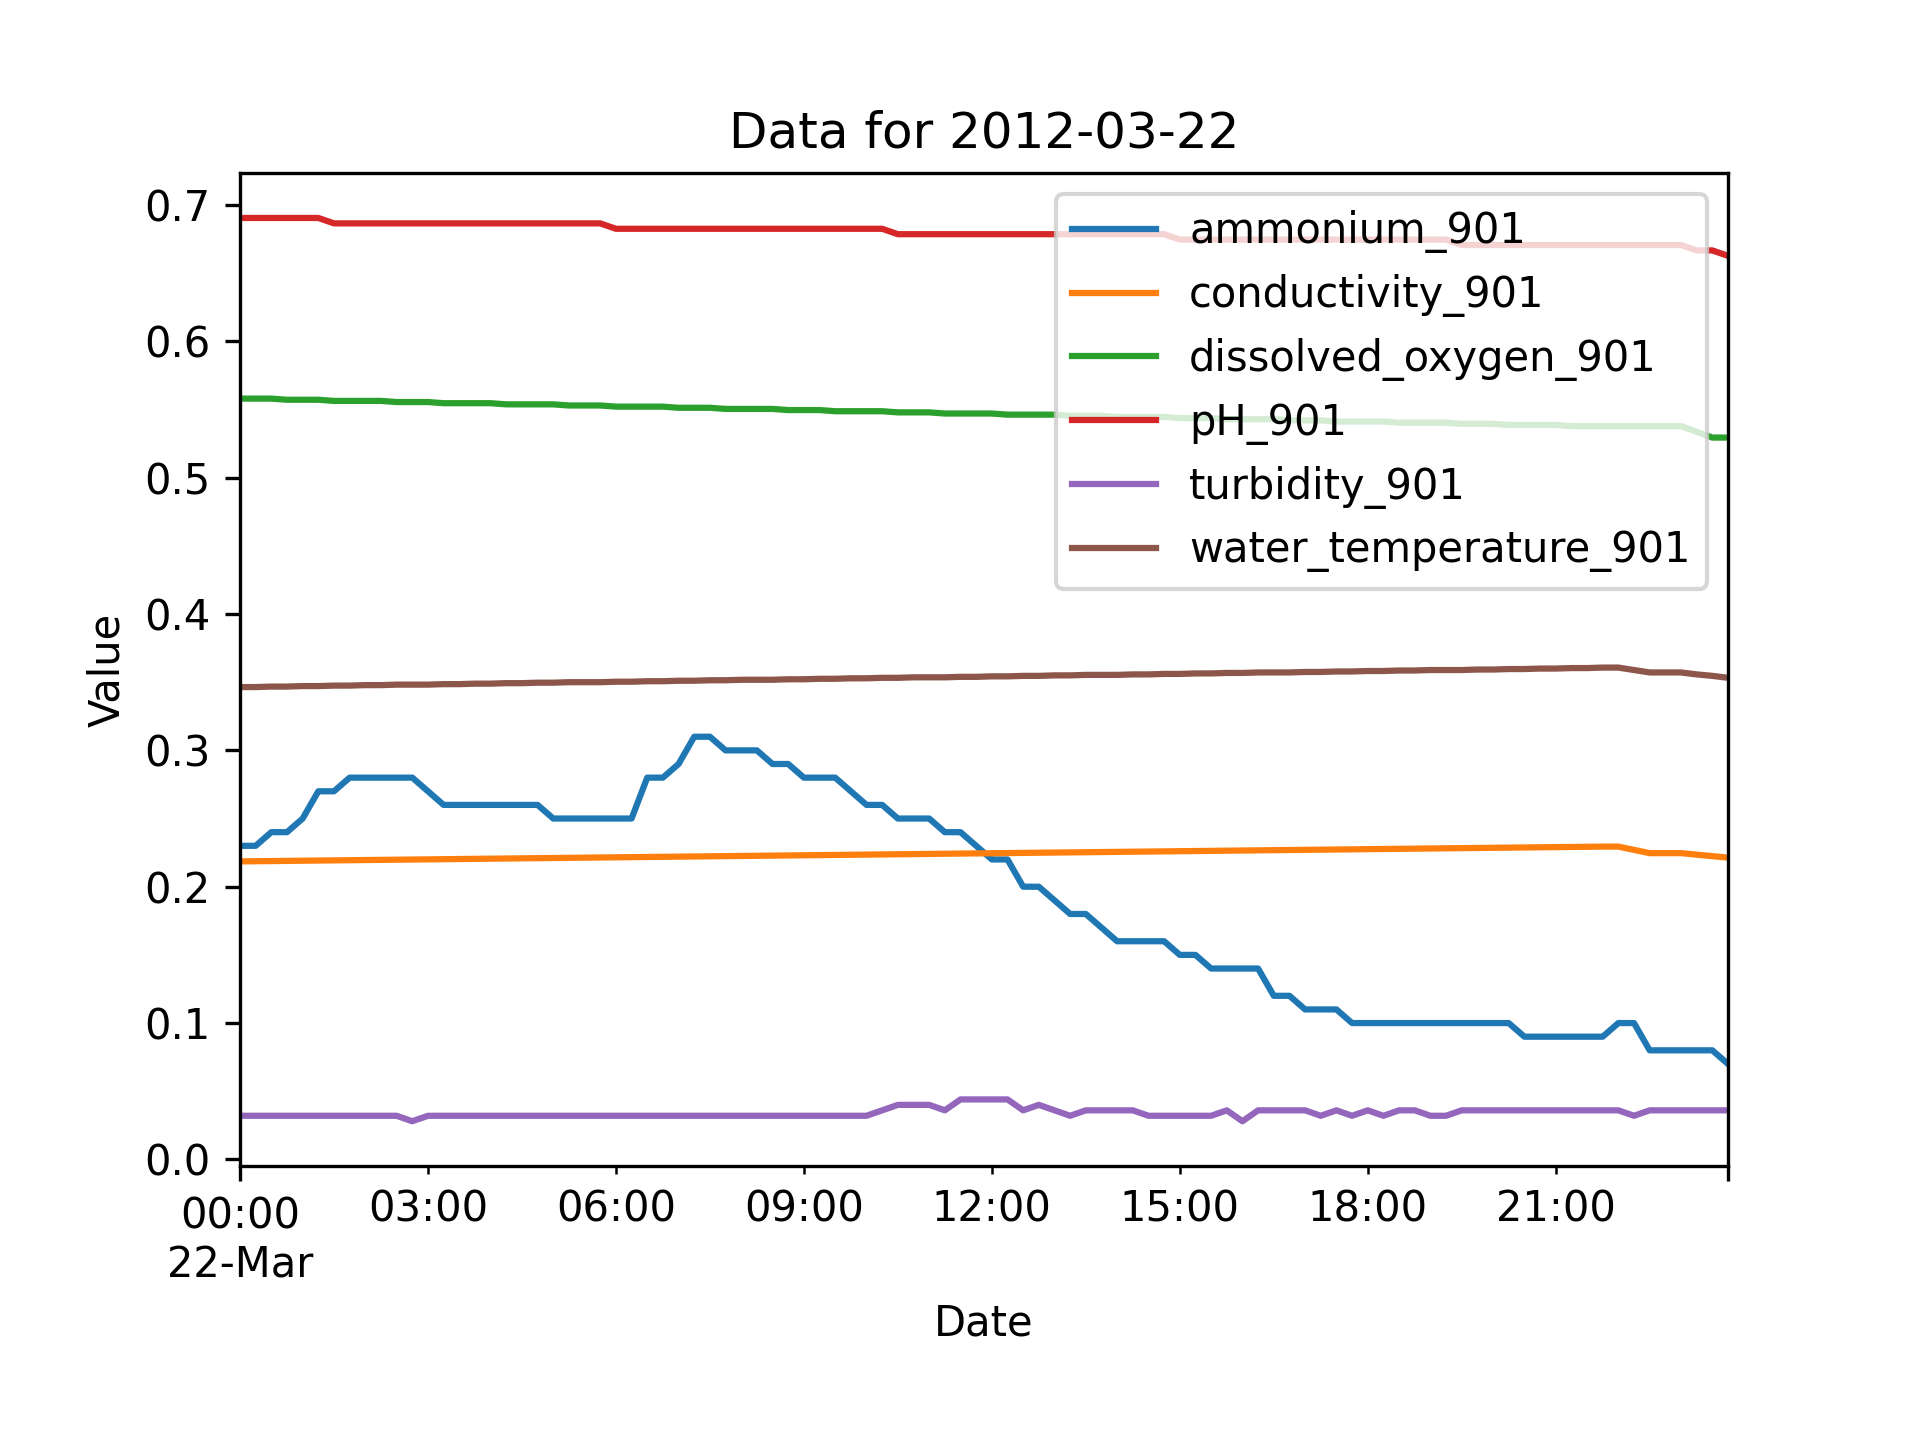 Data for 2012-03-22
0.7
0.6
0.5
0.4
0.3
0.2
0.1
0.0
Value
ammonium_901
conductivity_901
dissolved_oxygen_901
pH_901
turbidity_901
water_temperature_901
00:00 03:00 06:00 09:00 12:00 15:00 18:00 21:00
22-Mar
Date